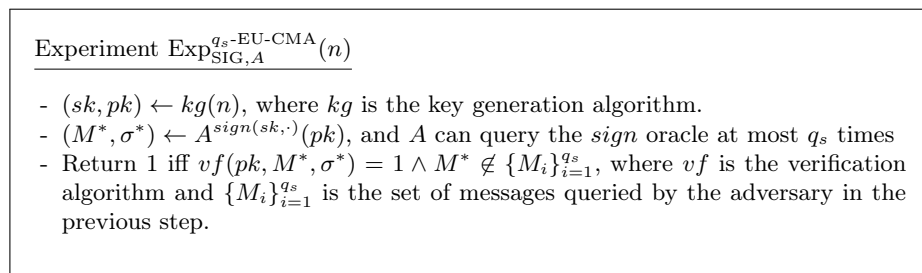 Experiment Exp^{q_s-EU-CMA}_{SIG,A}(n)
- (sk, pk) ← kg(n), where kg is the key generation algorithm.
- (M*, σ*) ← A^{sign(sk,·)}(pk), and A can query the sign oracle at most q_s times
- Return 1 iff vf(pk, M*, σ*) = 1 ∧ M* ∉ {M_i}_{i=1}^{q_s}, where vf is the verification
algorithm and {M_i}_{i=1}^{q_s} is the set of messages queried by the adversary in the
previous step.